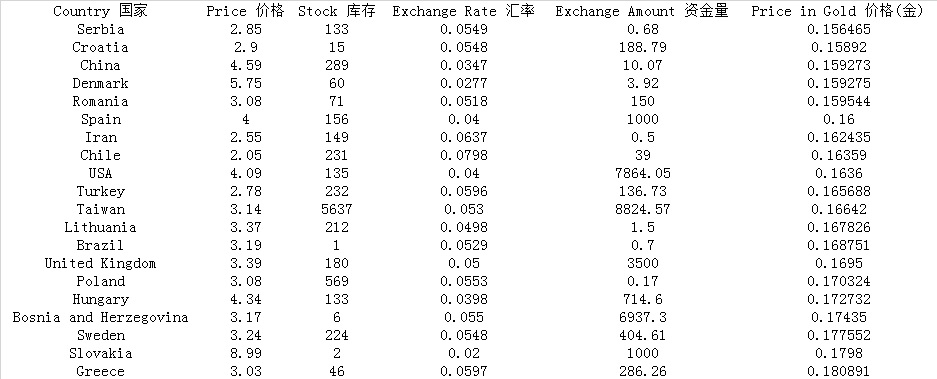 Country 国家 Price 价格 Stock 库存 Exchange Rate 汇率 Exchange Amount 资金量 Price in Gold 价格(金)
Serbia 2.85 133 0.0549 0.68 0.156465
Croatia 2.9 15 0.0548 188.79 0.15892
China 4.59 289 0.0347 10.07 0.159273
Denmark 5.75 60 0.0277 3.92 0.159275
Romania 3.08 71 0.0518 150 0.159544
Spain 4 156 0.04 1000 0.16
Iran 2.55 149 0.0637 0.5 0.162435
Chile 2.05 231 0.0798 39 0.16359
USA 4.09 135 0.04 7864.05 0.1636
Turkey 2.78 232 0.0596 136.73 0.165688
Taiwan 3.14 5637 0.053 8824.57 0.16642
Lithuania 3.37 212 0.0498 1.5 0.167826
Brazil 3.19 1 0.0529 0.7 0.168751
United Kingdom 3.39 180 0.05 3500 0.1695
Poland 3.08 569 0.0553 0.17 0.170324
Hungary 4.34 133 0.0398 714.6 0.172732
Bosnia and Herzegovina 3.17 6 0.055 6937.3 0.17435
Sweden 3.24 224 0.0548 404.61 0.177552
Slovakia 8.99 2 0.02 1000 0.1798
Greece 3.03 46 0.0597 286.26 0.180891